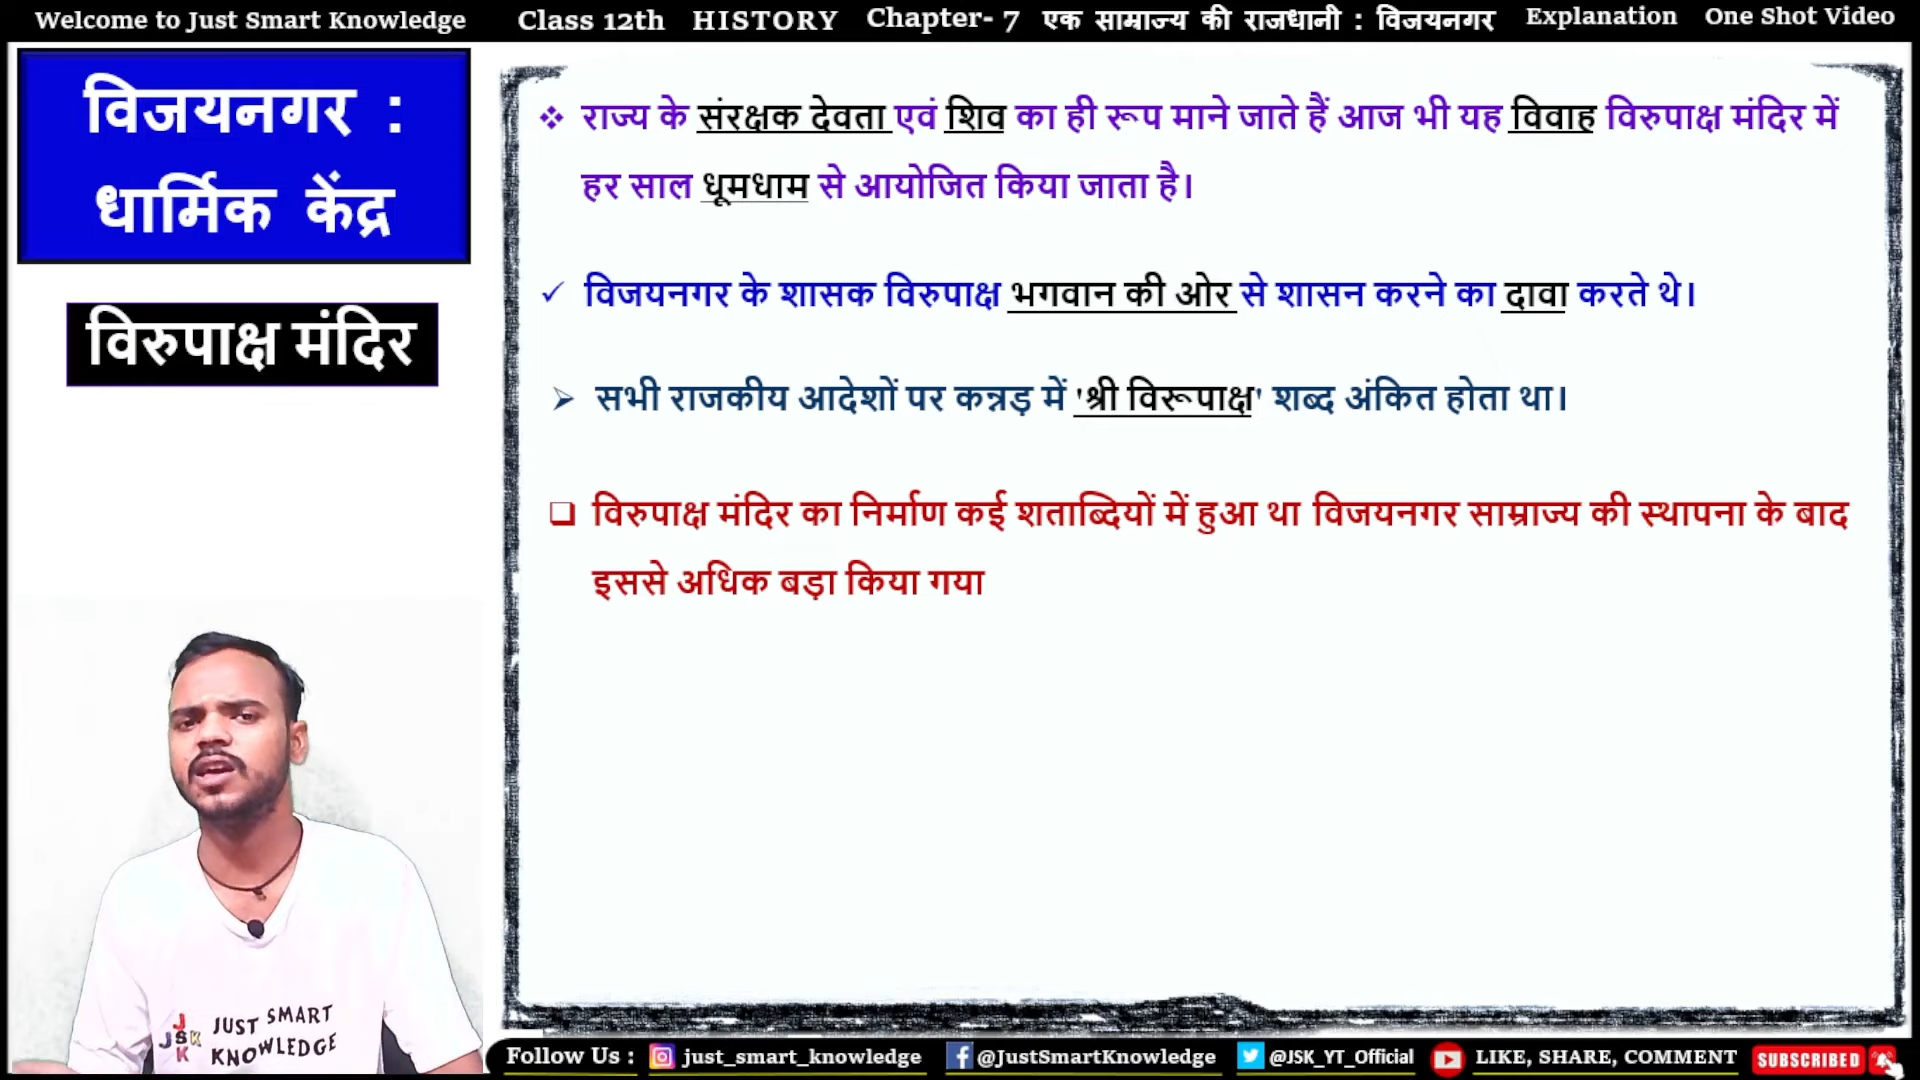 Welcome to Just Smart Knowledge Class 12th HISTORY Chapter- 7 एक साम्राज्य की राजधानी : विजयनगर Explanation One Shot Video
विजयनगर :
धार्मिक केंद्र
विरुपाक्ष मंदिर
❖ राज्य के संरक्षक देवता एवं शिव का ही रूप माने जाते हैं आज भी यह विवाह विरुपाक्ष मंदिर में
हर साल धूमधाम से आयोजित किया जाता है।
✓ विजयनगर के शासक विरुपाक्ष भगवान की ओर से शासन करने का दावा करते थे।
➢ सभी राजकीय आदेशों पर कन्नड़ में 'श्री विरूपाक्ष' शब्द अंकित होता था।
❑ विरुपाक्ष मंदिर का निर्माण कई शताब्दियों में हुआ था विजयनगर साम्राज्य की स्थापना के बाद
इससे अधिक बड़ा किया गया
JSK
JSK
JUST SMART
KNOWLEDGE
Follow Us : just_smart_knowledge @JustSmartKnowledge @JSK_YT_Official LIKE, SHARE, COMMENT SUBSCRIBED